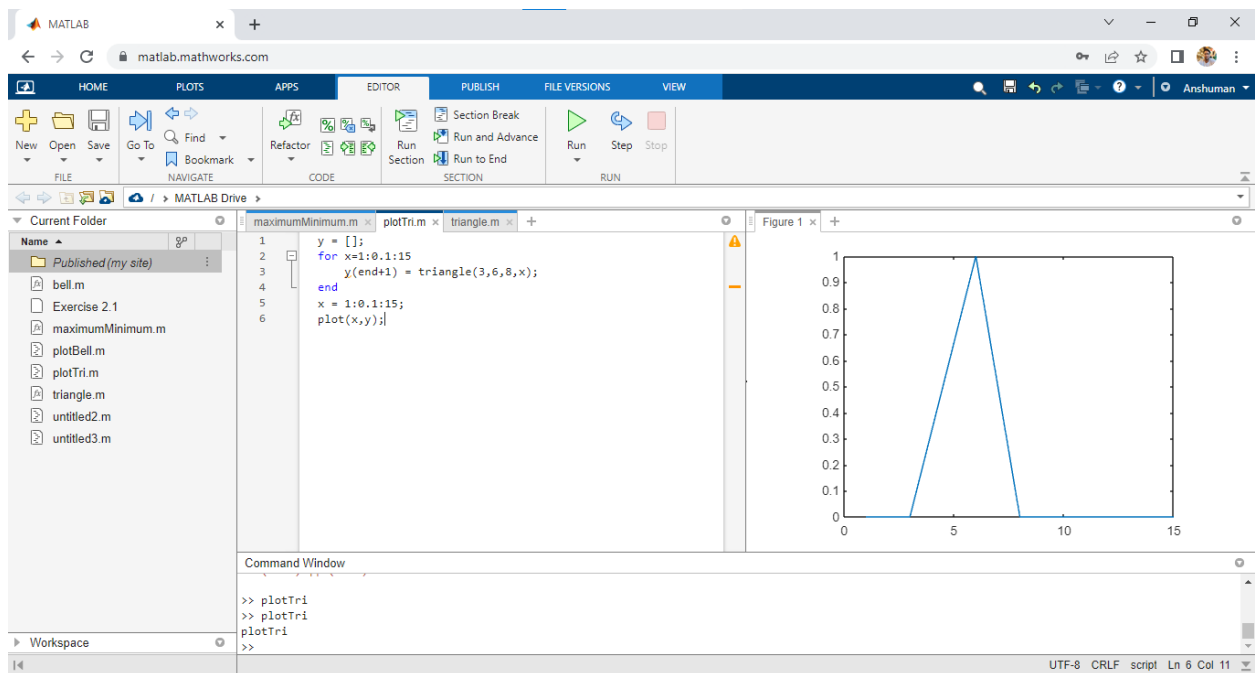 MATLAB
matlab.mathworks.com
HOME PLOTS APPS EDITOR PUBLISH FILE VERSIONS VIEW
Anshuman
New Open Save
FILE
Go To
Find
Bookmark
NAVIGATE
Refactor
CODE
Run Section
Section Break
Run and Advance
Run to End
SECTION
Run Step Stop
RUN
/ > MATLAB Drive >
Current Folder
Name
Published (my site)
bell.m
Exercise 2.1
maximumMinimum.m
plotBell.m
plotTri.m
triangle.m
untitled2.m
untitled3.m
Workspace
maximumMinimum.m × plotTri.m × triangle.m × +
1 y = [];
2 for x=1:0.1:15
3 y(end+1) = triangle(3,6,8,x);
4 end
5 x = 1:0.1:15;
6 plot(x,y);
Figure 1 × +
1
0.9
0.8
0.7
0.6
0.5
0.4
0.3
0.2
0.1
0
0 5 10 15
Command Window
>> plotTri
>> plotTri
plotTri
>>
UTF-8 CRLF script Ln 6 Col 11